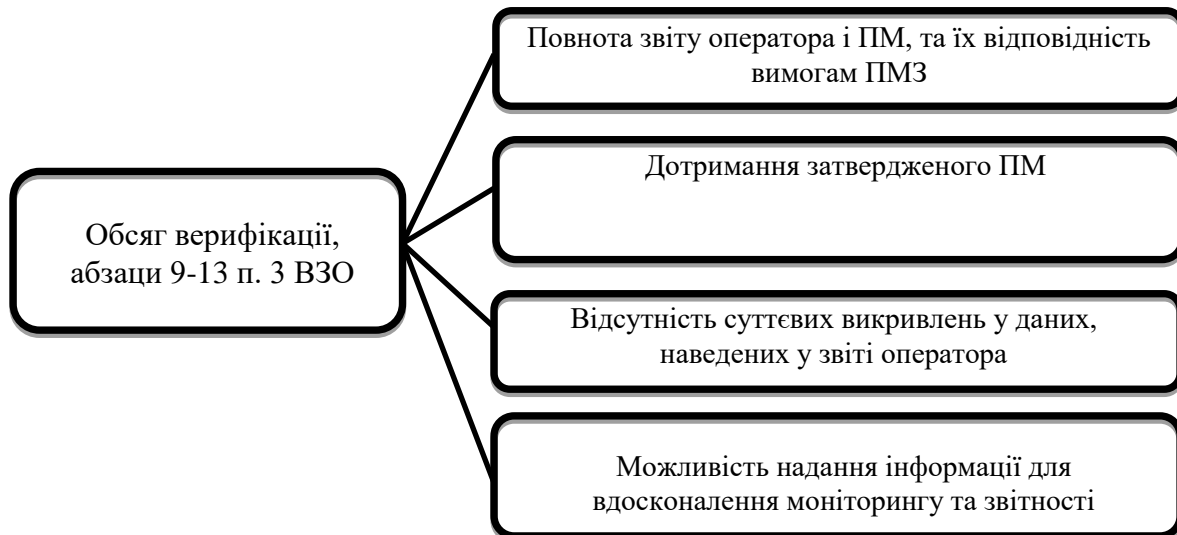 Обсяг верифікації,
абзаци 9-13 п. 3 ВЗО
Повнота звіту оператора і ПМ, та їх відповідність
вимогам ПМЗ
Дотримання затвердженого ПМ
Відсутність суттєвих викривлень у даних,
наведених у звіті оператора
Можливість надання інформації для
вдосконалення моніторингу та звітності